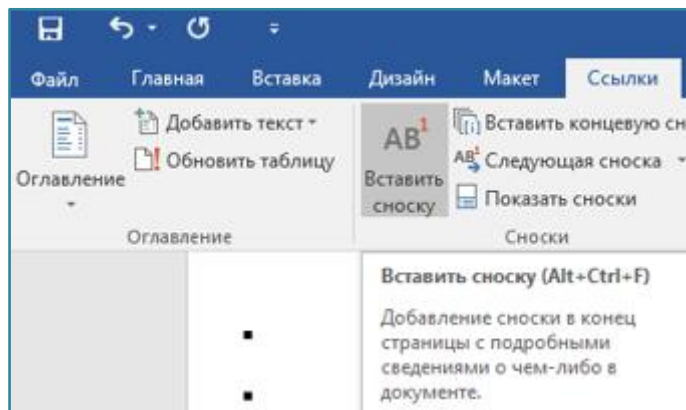 Файл Главная Вставка Дизайн Макет Ссылки
Оглавление
Добавить текст
Обновить таблицу
Оглавление
AB1
Вставить сноску
Вставить концевую сн
AB1 Следующая сноска
Показать сноски
Сноски
Вставить сноску (Alt+Ctrl+F)
Добавление сноски в конец
страницы с подробными
сведениями о чем-либо в
документе.